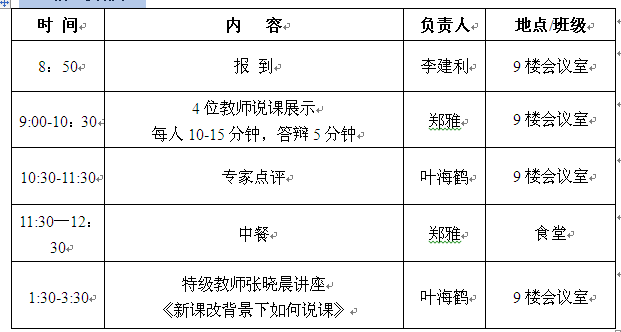 时 间 内 容 负责人 地点/班级
8：50 报 到 李建利 9楼会议室
9:00-10：30 4位教师说课展示 郑雅 9楼会议室
每人10-15分钟，答辩5分钟
10:30-11:30 专家点评 叶海鹤 9楼会议室
11:30—12：
30 中餐 郑雅 食堂
1:30-3:30 特级教师张晓晨讲座 叶海鹤 9楼会议室
《新课改背景下如何说课》